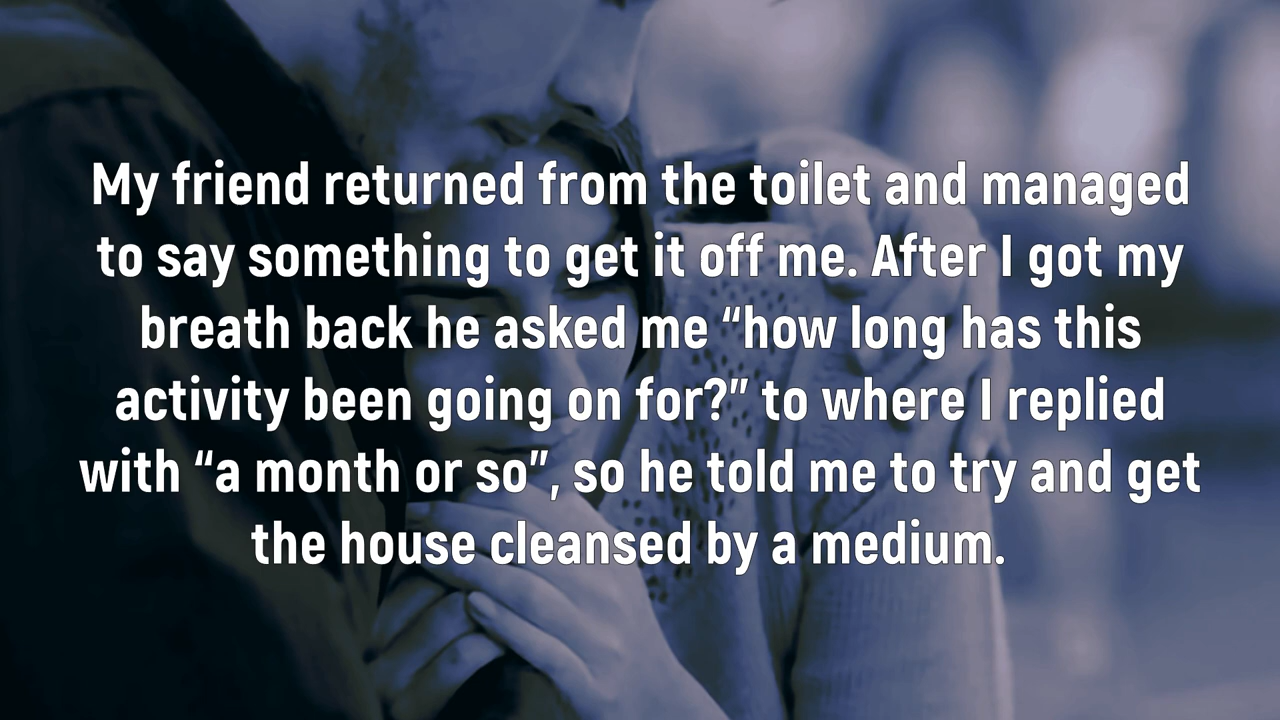 My friend returned from the toilet and managed
to say something to get it off me. After I got my
breath back he asked me “how long has this
activity been going on for?” to where I replied
with “a month or so”, so he told me to try and get
the house cleansed by a medium.